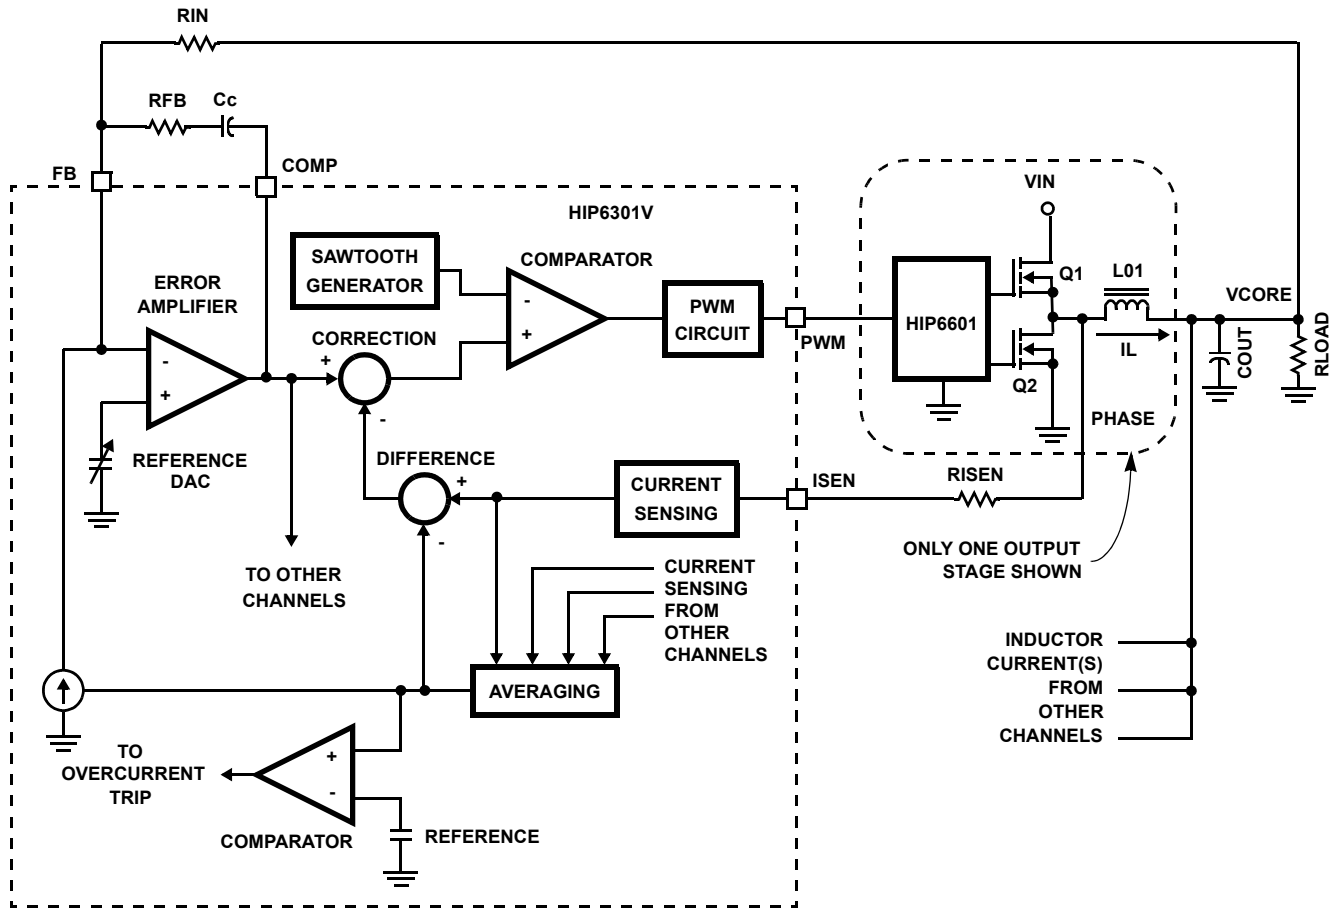 RIN
RFB
Cc
FB
COMP
HIP6301V
VIN
SAWTOOTH
GENERATOR
COMPARATOR
-
+
ERROR
AMPLIFIER
-
+
REFERENCE
DAC
CORRECTION
+
-
PWM
CIRCUIT
PWM
HIP6601
Q1
Q2
L01
IL
VCORE
COUT
RLOAD
PHASE
DIFFERENCE
+
-
CURRENT
SENSING
ISEN
RISEN
ONLY ONE OUTPUT
STAGE SHOWN
TO OTHER
CHANNELS
CURRENT
SENSING
FROM
OTHER
CHANNELS
AVERAGING
INDUCTOR
CURRENT(S)
FROM
OTHER
CHANNELS
TO
OVERCURRENT
TRIP
+
-
COMPARATOR
REFERENCE